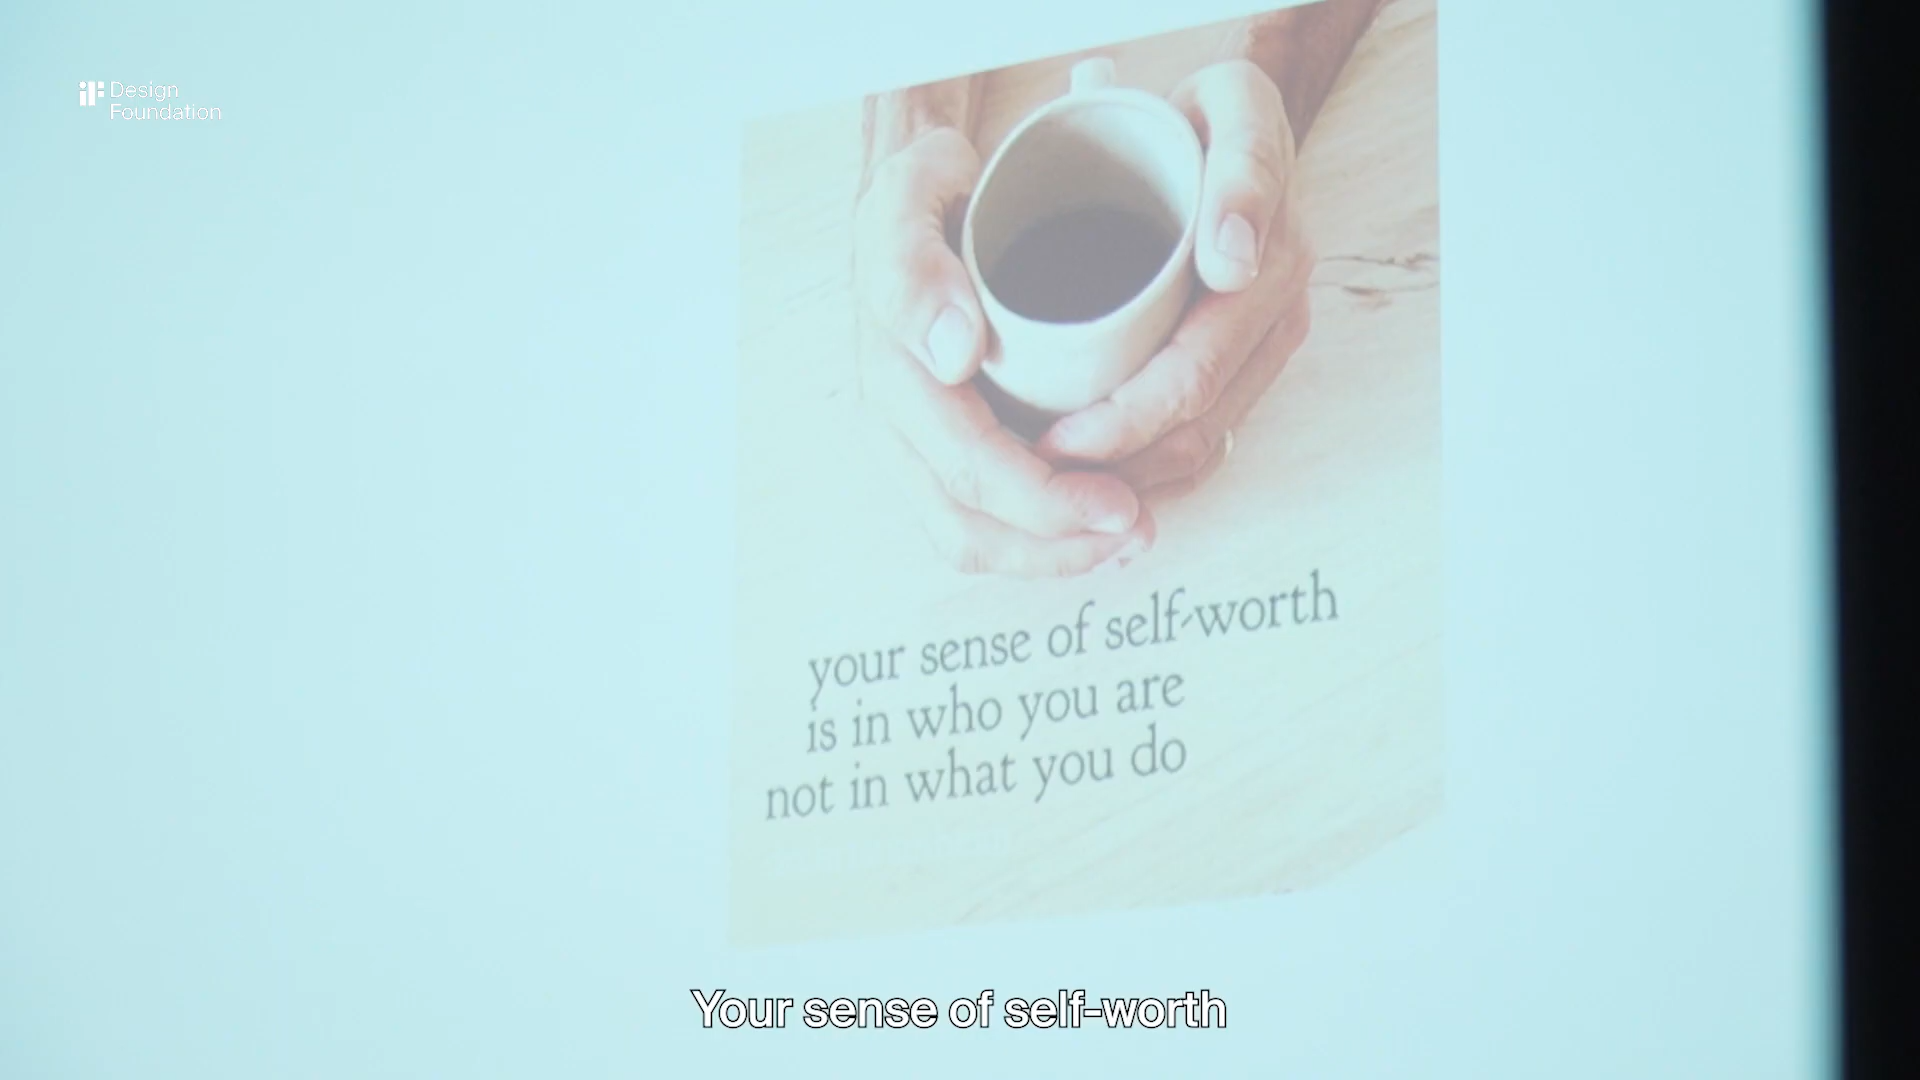 iF Design
Foundation
your sense of self-worth
is in who you are
not in what you do
Your sense of self-worth